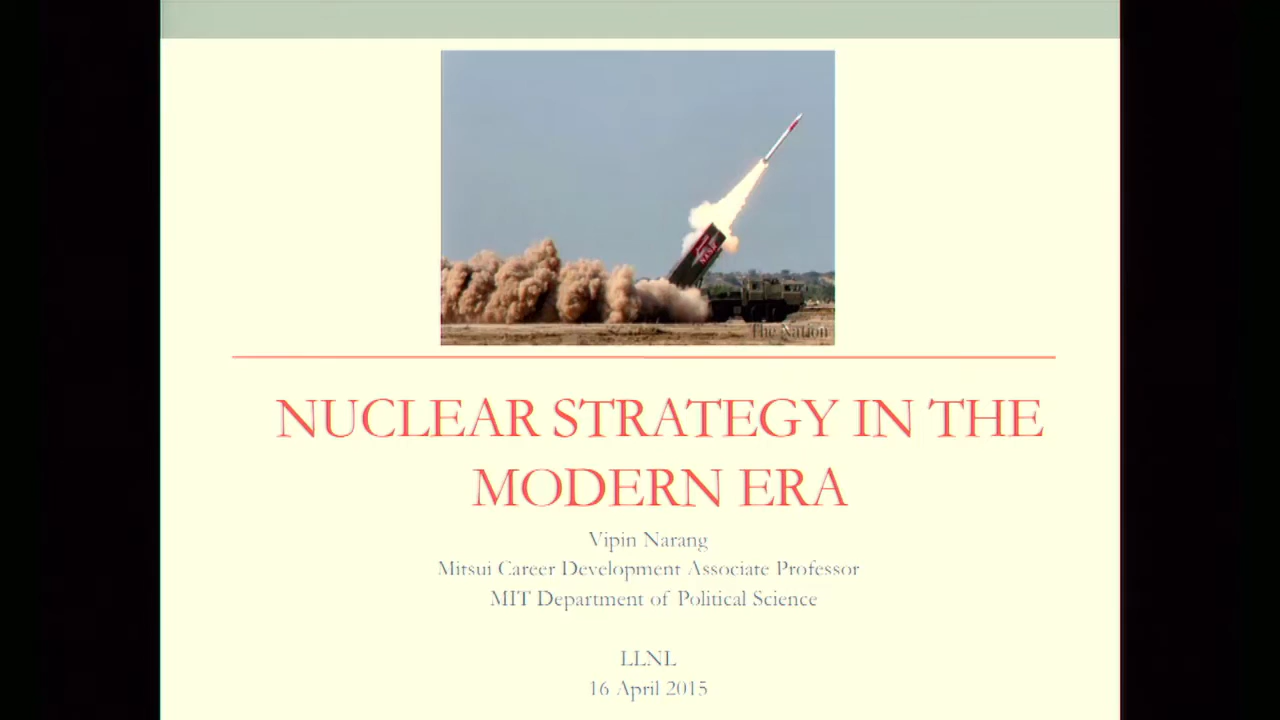 The Nation
NUCLEAR STRATEGY IN THE
MODERN ERA
Vipin Narang
Mitsui Career Development Associate Professor
MIT Department of Political Science
LLNL
16 April 2015